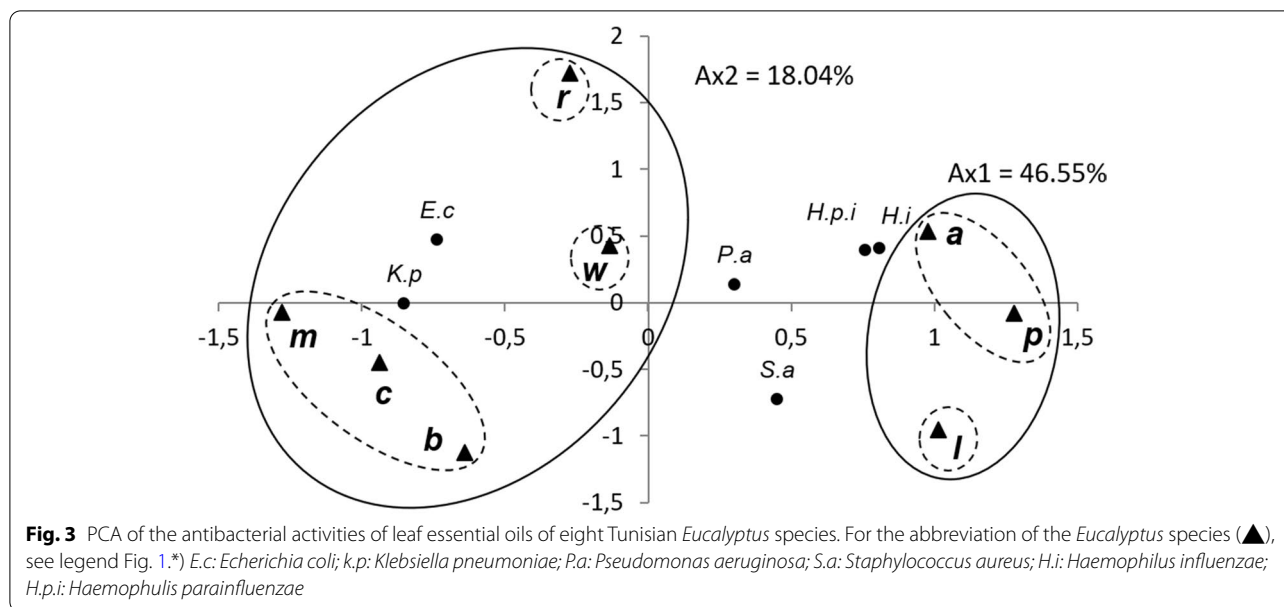 2
Ax2 = 18.04%
r
1,5
1
Ax1 = 46.55%
E.c
H.p.i
H.i
a
0,5
w
P.a
K.p
0
-1,5
-1
-0,5
0
0,5
1
1,5
m
p
c
-0,5
S.a
b
-1
l
-1,5
Fig. 3 PCA of the antibacterial activities of leaf essential oils of eight Tunisian Eucalyptus species. For the abbreviation of the Eucalyptus species (▲),
see legend Fig. 1.*) E.c: Echerichia coli; k.p: Klebsiella pneumoniae; P.a: Pseudomonas aeruginosa; S.a: Staphylococcus aureus; H.i: Haemophilus influenzae;
H.p.i: Haemophulis parainfluenzae